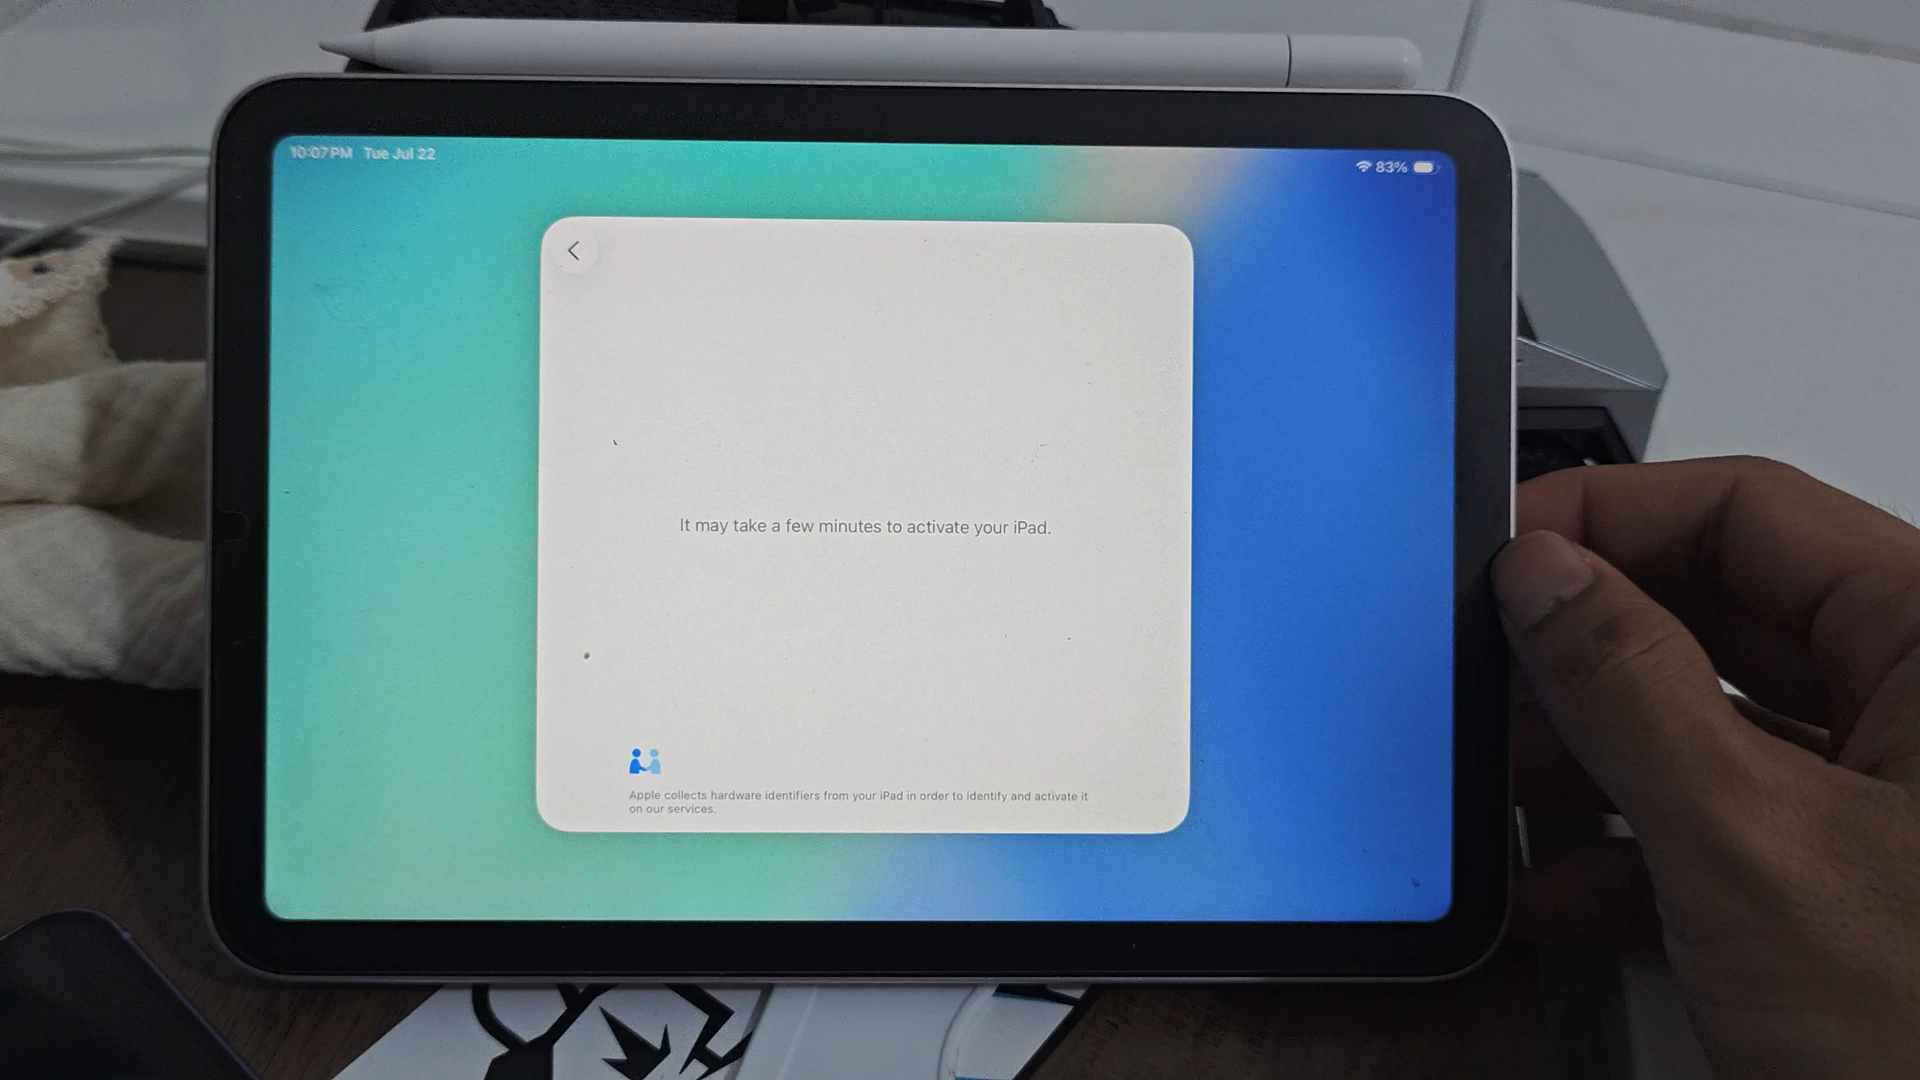 10:07 PM Tue Jul 22
83%
It may take a few minutes to activate your iPad.
Apple collects hardware identifiers from your iPad in order to identify and activate it
on our services.